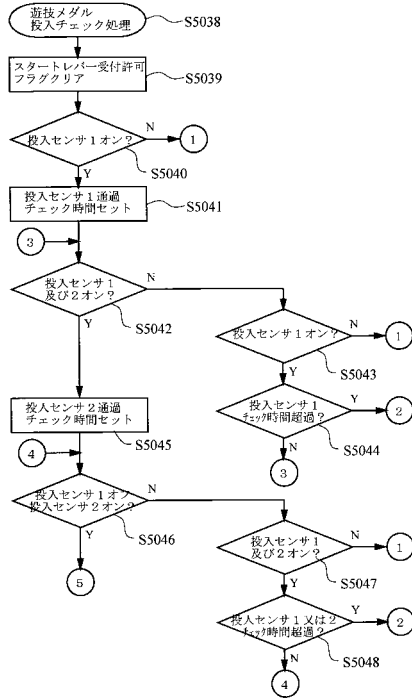 遊技メダル
投入チェック処理
S5038
スタートレバー受付許可
フラグクリア
S5039
投入センサ1オン?
N
1
Y
S5040
投入センサ1通過
チェック時間セット
S5041
3
投入センサ1
及び2オン?
N
Y
S5042
投入センサ1オン?
N
1
Y
S5043
投入センサ1
チェック時間超過?
Y
2
N
S5044
3
投入センサ2通過
チェック時間セット
S5045
4
投入センサ1オフ
投入センサ2オン?
N
Y
S5046
5
投入センサ1
及び2オン?
N
1
Y
S5047
投入センサ1又は2
チェック時間超過?
Y
2
N
S5048
4